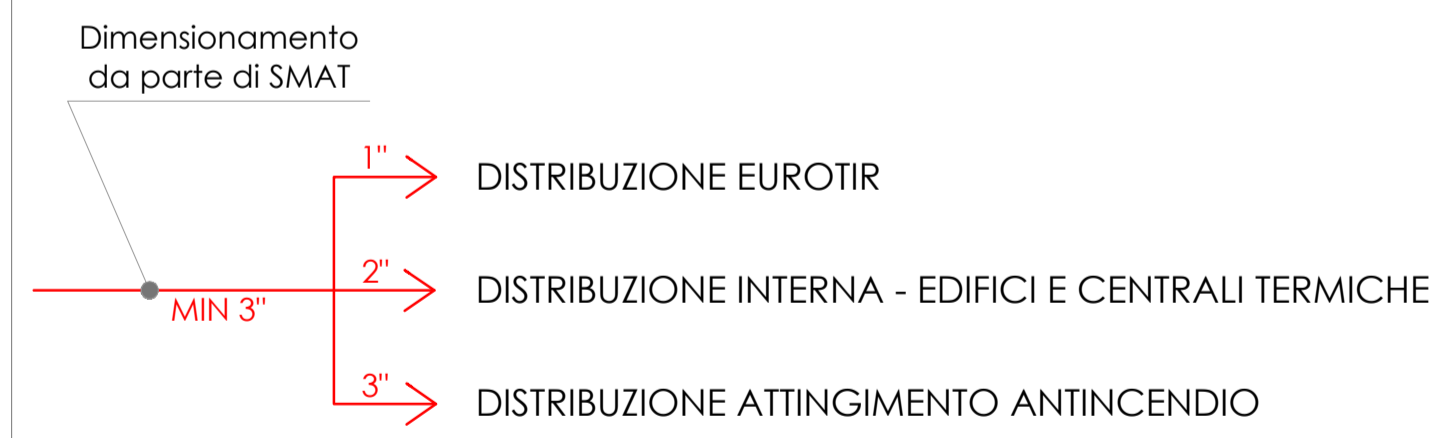 Dimensionamento
da parte di SMAT
1"
DISTRIBUZIONE EUROTIR
2"
DISTRIBUZIONE INTERNA - EDIFICI E CENTRALI TERMICHE
MIN 3"
3"
DISTRIBUZIONE ATTINGIMENTO ANTINCENDIO